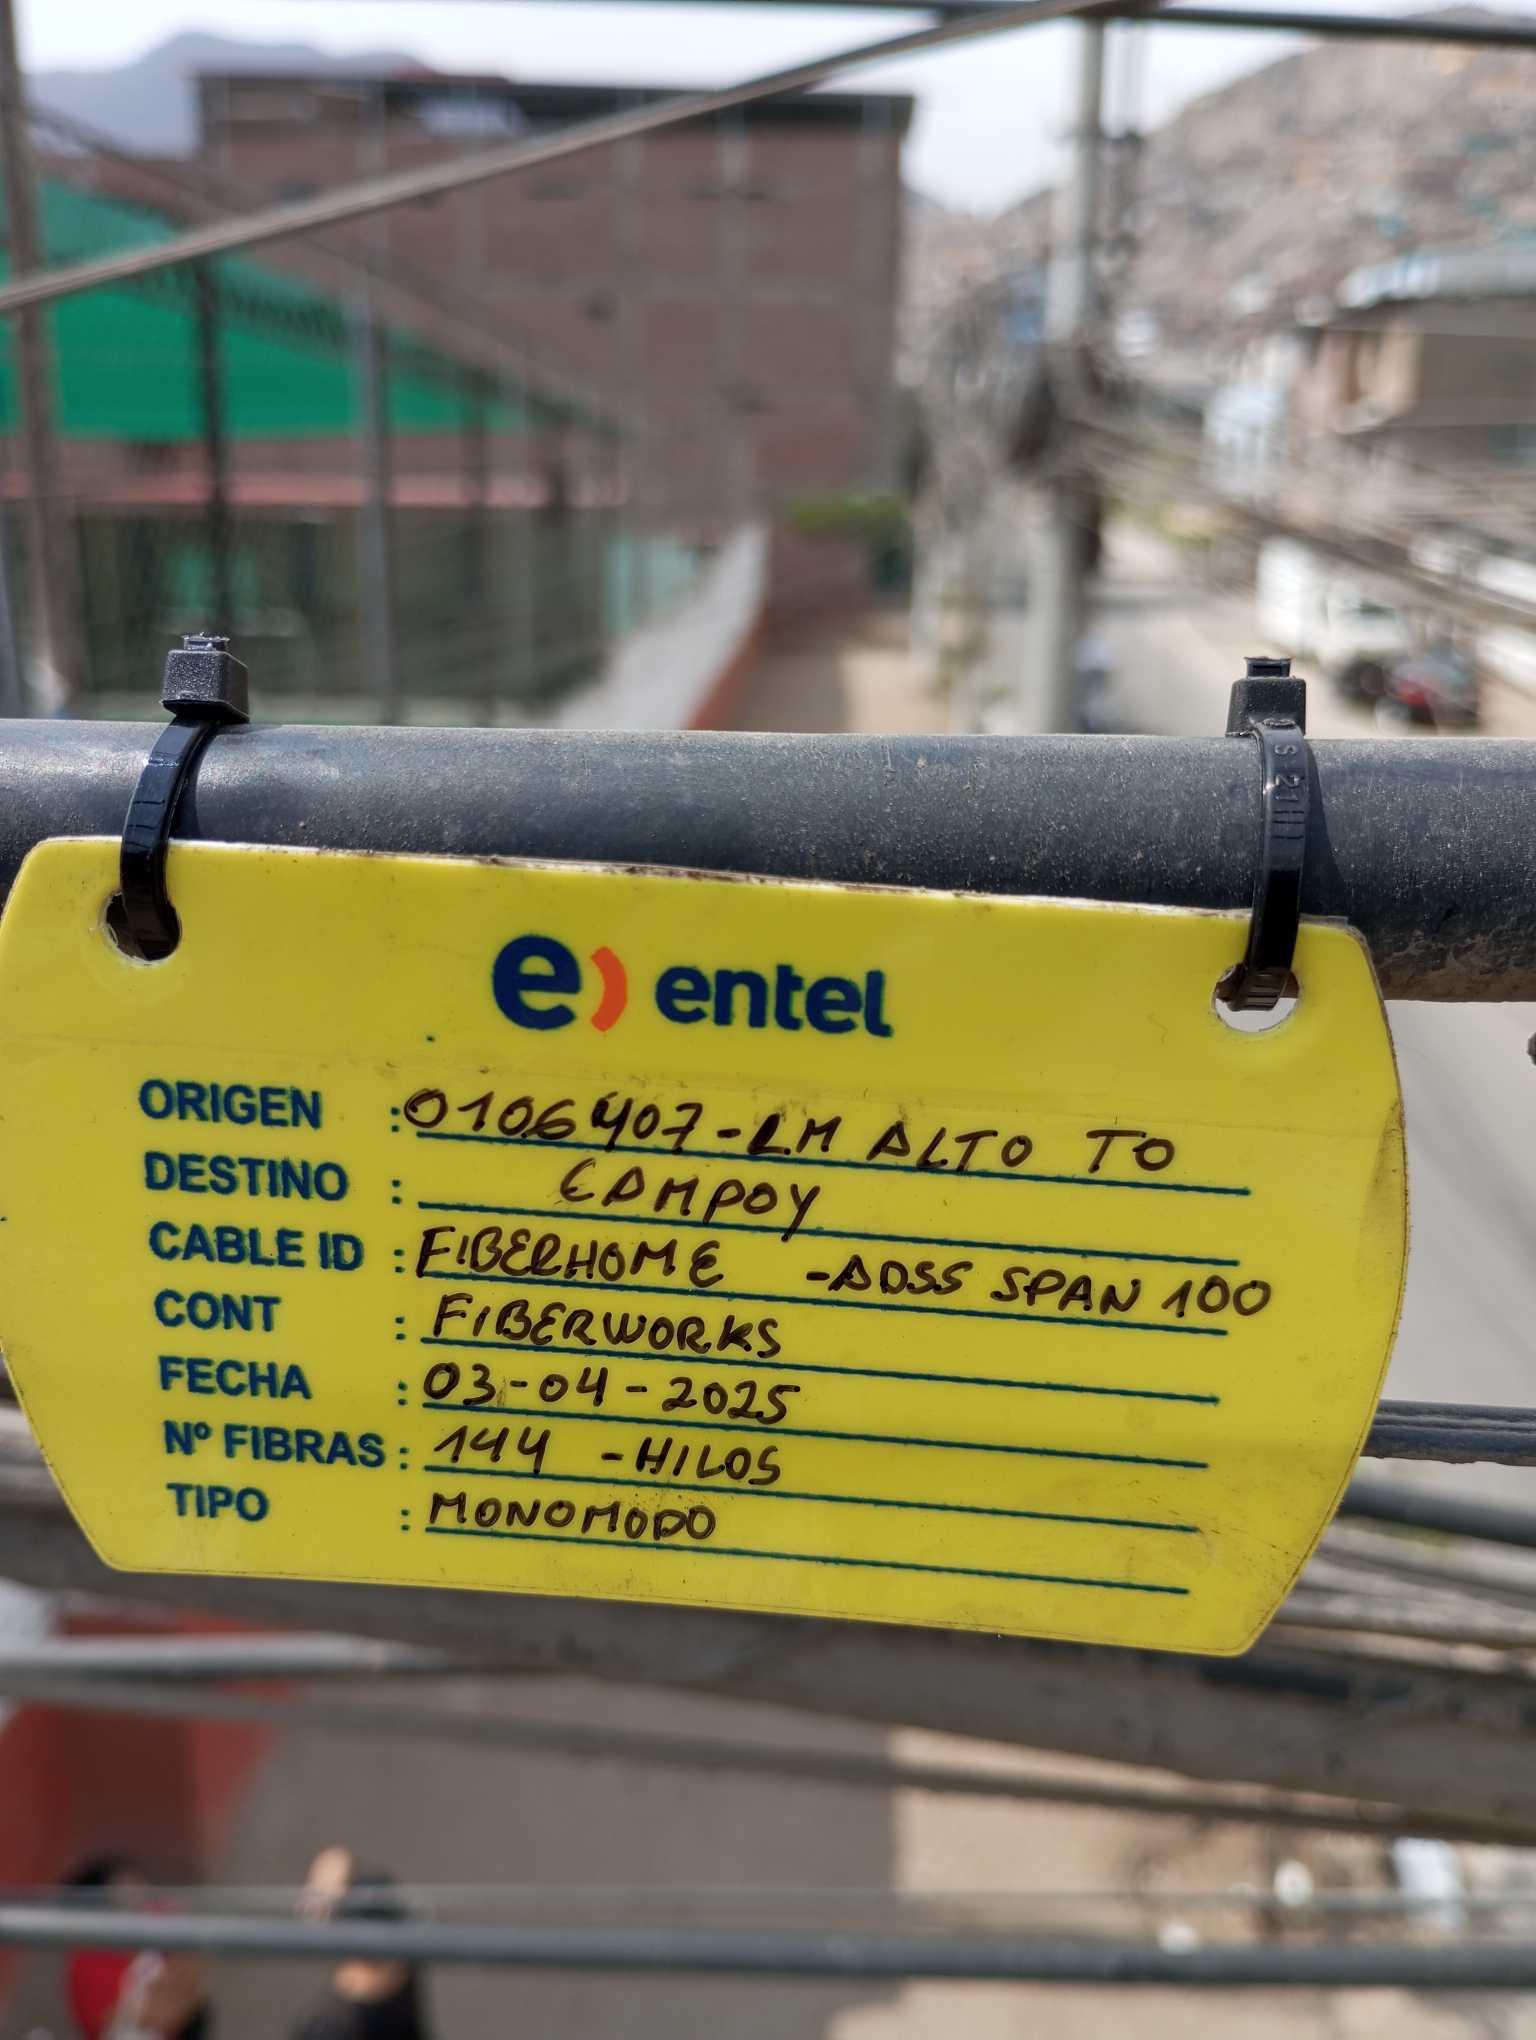 e) entel
ORIGEN : 0106407-LM ALTO TO
DESTINO : CAMPOY
CABLE ID : FIBERHOME -ADSS SPAN 100
CONT : FIBERWORKS
FECHA : 03-04-2025
Nº FIBRAS : 144 -HILOS
TIPO : MONOMODO